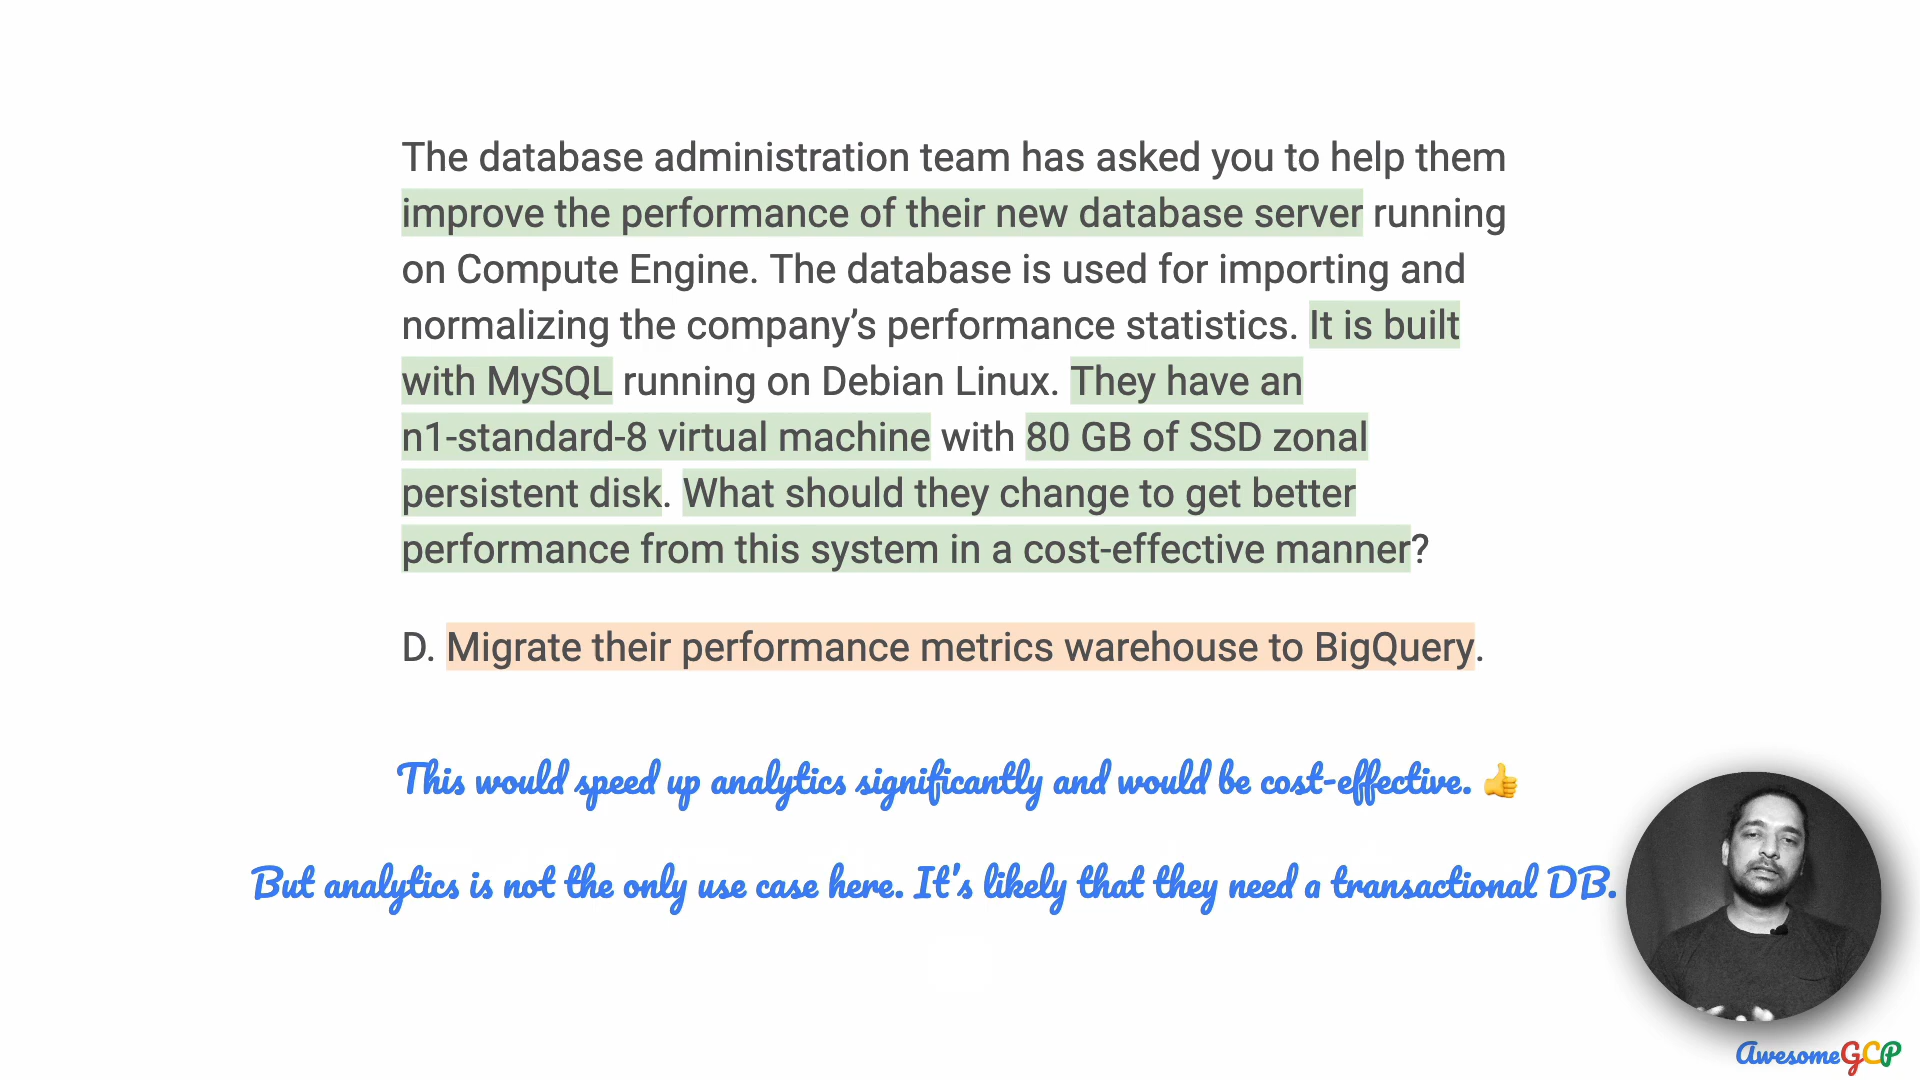 The database administration team has asked you to help them
improve the performance of their new database server running
on Compute Engine. The database is used for importing and
normalizing the company’s performance statistics. It is built
with MySQL running on Debian Linux. They have an
n1-standard-8 virtual machine with 80 GB of SSD zonal
persistent disk. What should they change to get better
performance from this system in a cost-effective manner?
D. Migrate their performance metrics warehouse to BigQuery.
This would speed up analytics significantly and would be cost-effective. 👍
But analytics is not the only use case here. It's likely that they need a transactional DB.
AwesomeGCP